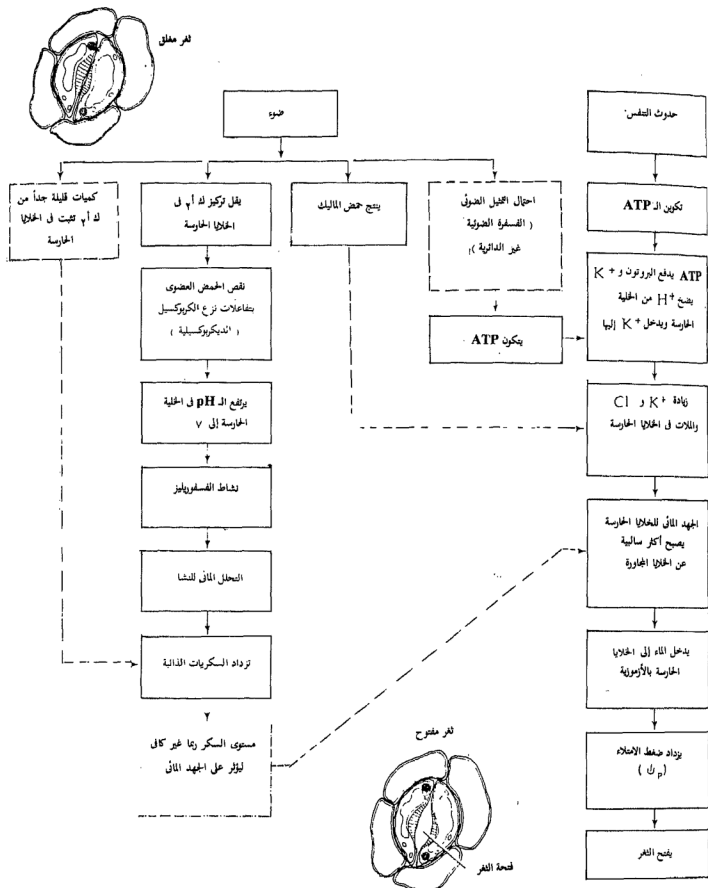 ثغر مغلق
ضوء
حدوث التنفس
كميات قليلة جداً من
ك أ٢ تثبت فى الخلايا
الحارسة
يقل تركيز ك أ٢ فى
الخلايا الحارسة
ينتج حمض الماليك
احتمال التمثيل الضوئى
( الفسفرة الضوئية
غير الدائرية )
تكوين الـ ATP
نقص الحمض العضوى
بتفاعلات نزع الكربوكسيل
( الديكربوكسيلية )
يتكون ATP
ATP يدفع البروتون و K+
يضخ H+ من الخلية
الحارسة ويدخل K+ إليها
يرتفع الـ pH فى الخلية
الحارسة إلى ٧
زيادة K+ و Cl
والملات فى الخلايا الحارسة
نشاط الفسفوريليز
الجهد المائى للخلايا الحارسة
يصبح أكثر سالبية
عن الخلايا المجاورة
التحلل المائى للنشا
تزداد السكريات الذائبة
يدخل الماء إلى الخلايا
الحارسة بالأزموزية
مستوى السكر ربما غير كافى
ليؤثر على الجهد المائى
ثغر مفتوح
فتحة الثغر
يزداد ضغط الامتلاء
يفتح الثغر